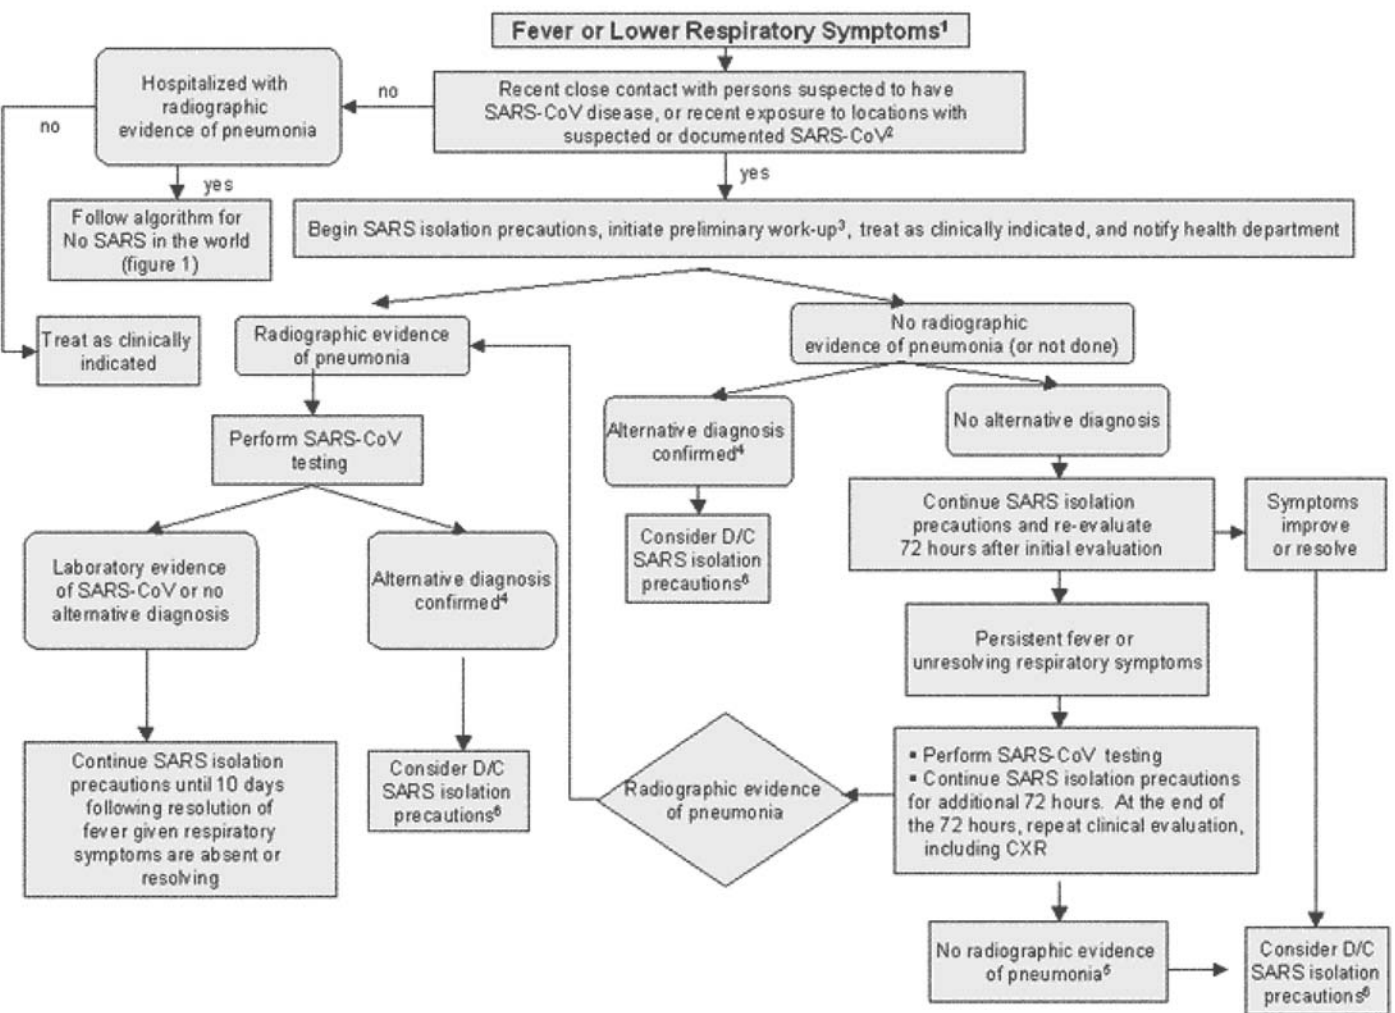 Fever or Lower Respiratory Symptoms¹
Hospitalized with
radiographic
evidence of pneumonia
no
Recent close contact with persons suspected to have
SARS-CoV disease, or recent exposure to locations with
suspected or documented SARS-CoV²
no
yes
yes
Follow algorithm for
No SARS in the world
(figure 1)
Begin SARS isolation precautions, initiate preliminary work-up³, treat as clinically indicated, and notify health department
Treat as clinically
indicated
Radiographic evidence
of pneumonia
No radiographic
evidence of pneumonia (or not done)
Perform SARS-CoV
testing
Alternative diagnosis
confirmed⁴
No alternative diagnosis
Consider D/C
SARS isolation
precautions⁶
Continue SARS isolation
precautions and re-evaluate
72 hours after initial evaluation
Symptoms
improve
or resolve
Laboratory evidence
of SARS-CoV or no
alternative diagnosis
Alternative diagnosis
confirmed⁴
Persistent fever or
unresolving respiratory symptoms
Continue SARS isolation
precautions until 10 days
following resolution of
fever given respiratory
symptoms are absent or
resolving
Consider D/C
SARS isolation
precautions⁶
Radiographic evidence
of pneumonia
▪ Perform SARS-CoV testing
▪ Continue SARS isolation precautions
for additional 72 hours. At the end of
the 72 hours, repeat clinical evaluation,
including CXR
No radiographic evidence
of pneumonia⁵
Consider D/C
SARS isolation
precautions⁶